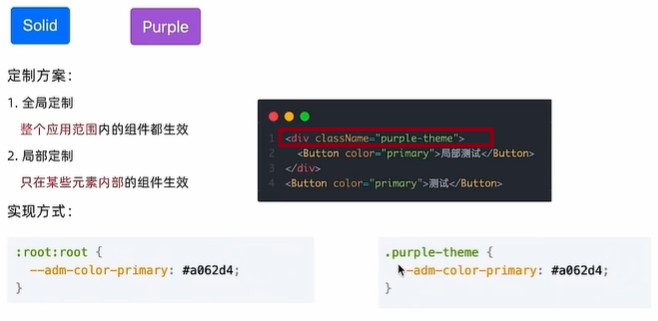 Solid
Purple
定制方案：
1. 全局定制
整个应用范围内的组件都生效
2. 局部定制
只在某些元素内部的组件生效
实现方式：
1 <div className="purple-theme">
2 <Button color="primary">局部测试</Button>
3 </div>
4 <Button color="primary">测试</Button>
:root:root {
--adm-color-primary: #a062d4;
}
.purple-theme {
--adm-color-primary: #a062d4;
}